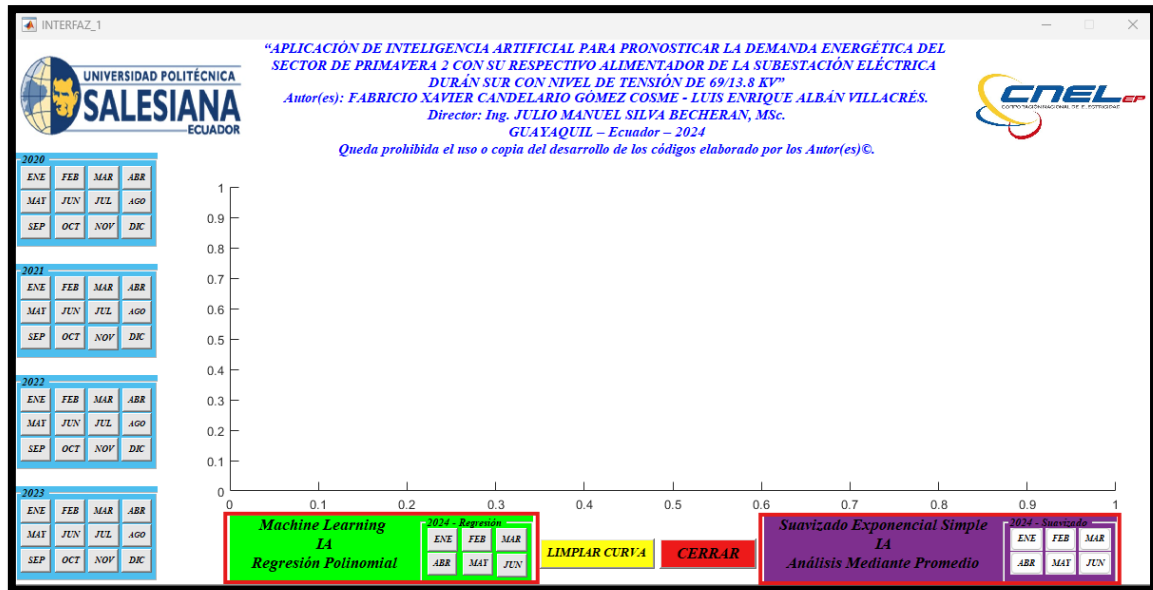 INTERFAZ_1
UNIVERSIDAD POLITÉCNICA
SALESIANA
ECUADOR
“APLICACIÓN DE INTELIGENCIA ARTIFICIAL PARA PRONOSTICAR LA DEMANDA ENERGÉTICA DEL
SECTOR DE PRIMAVERA 2 CON SU RESPECTIVO ALIMENTADOR DE LA SUBESTACIÓN ELÉCTRICA
DURÁN SUR CON NIVEL DE TENSIÓN DE 69/13.8 KV”
Autor(es): FABRICIO XAVIER CANDELARIO GÓMEZ COSME - LUIS ENRIQUE ALBÁN VILLACRÉS.
Director: Ing. JULIO MANUEL SILVA BECHERAN, MSc.
GUAYAQUIL – Ecuador – 2024
Queda prohibida el uso o copia del desarrollo de los códigos elaborado por los Autor(es)©.
CNEL EP
CORPORACIÓN NACIONAL DE ELECTRICIDAD
2020
ENE FEB MAR ABR
MAY JUN JUL AGO
SEP OCT NOV DIC
2021
ENE FEB MAR ABR
MAY JUN JUL AGO
SEP OCT NOV DIC
2022
ENE FEB MAR ABR
MAY JUN JUL AGO
SEP OCT NOV DIC
2023
ENE FEB MAR ABR
MAY JUN JUL AGO
SEP OCT NOV DIC
1
0.9
0.8
0.7
0.6
0.5
0.4
0.3
0.2
0.1
0
0 0.1 0.2 0.3 0.4 0.5 0.6 0.7 0.8 0.9 1
Machine Learning
IA
Regresión Polinomial
2024 - Regresión
ENE FEB MAR
ABR MAY JUN
LIMPIAR CURVA
CERRAR
Suavizado Exponencial Simple
IA
Análisis Mediante Promedio
2024 - Suavizado
ENE FEB MAR
ABR MAY JUN